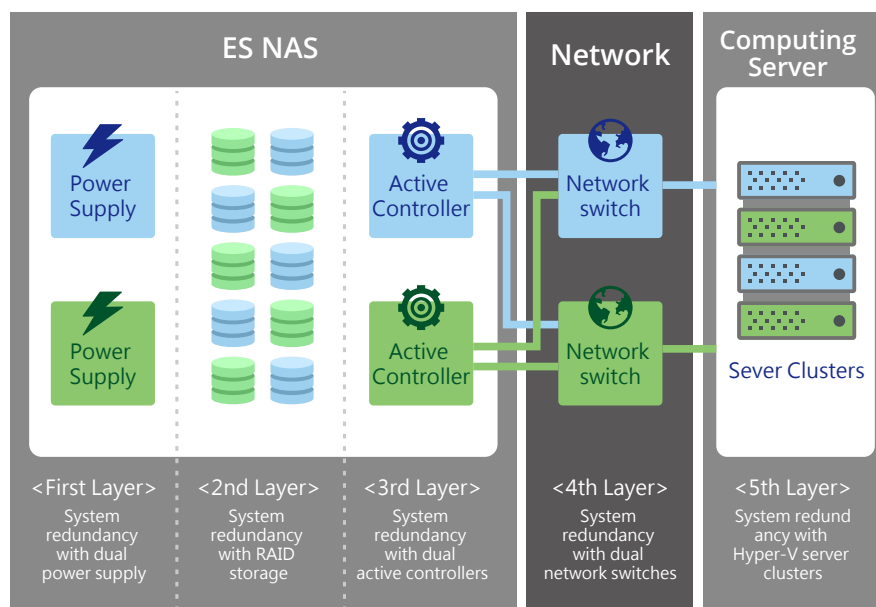 ES NAS
Network
Computing
Server
Power
Supply
Active
Controller
Network
switch
Power
Supply
Active
Controller
Network
switch
Sever Clusters
<First Layer>
System
redundancy
with dual
power supply
<2nd Layer>
System
redundancy
with RAID
storage
<3rd Layer>
System
redundancy
with dual
active controllers
<4th Layer>
System
redundancy
with dual
network switches
<5th Layer>
System redund
ancy with
Hyper-V server
clusters